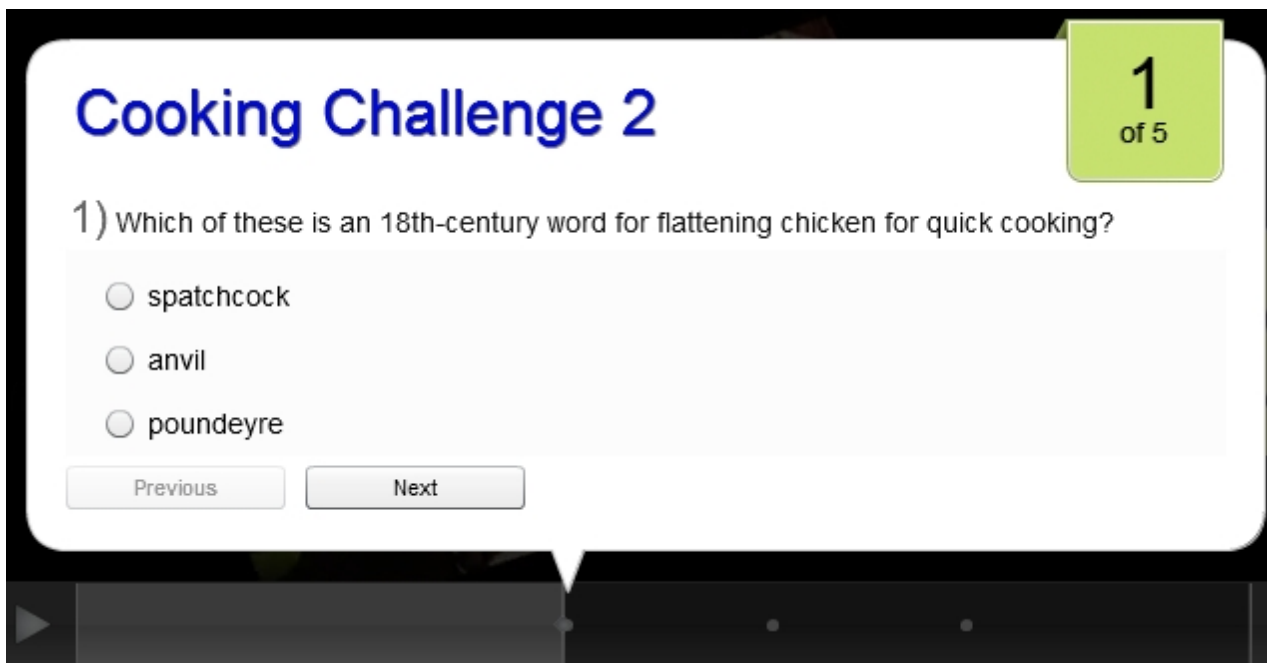 Cooking Challenge 2
1
of 5
1) Which of these is an 18th-century word for flattening chicken for quick cooking?
spatchcock
anvil
poundeyre
Previous
Next